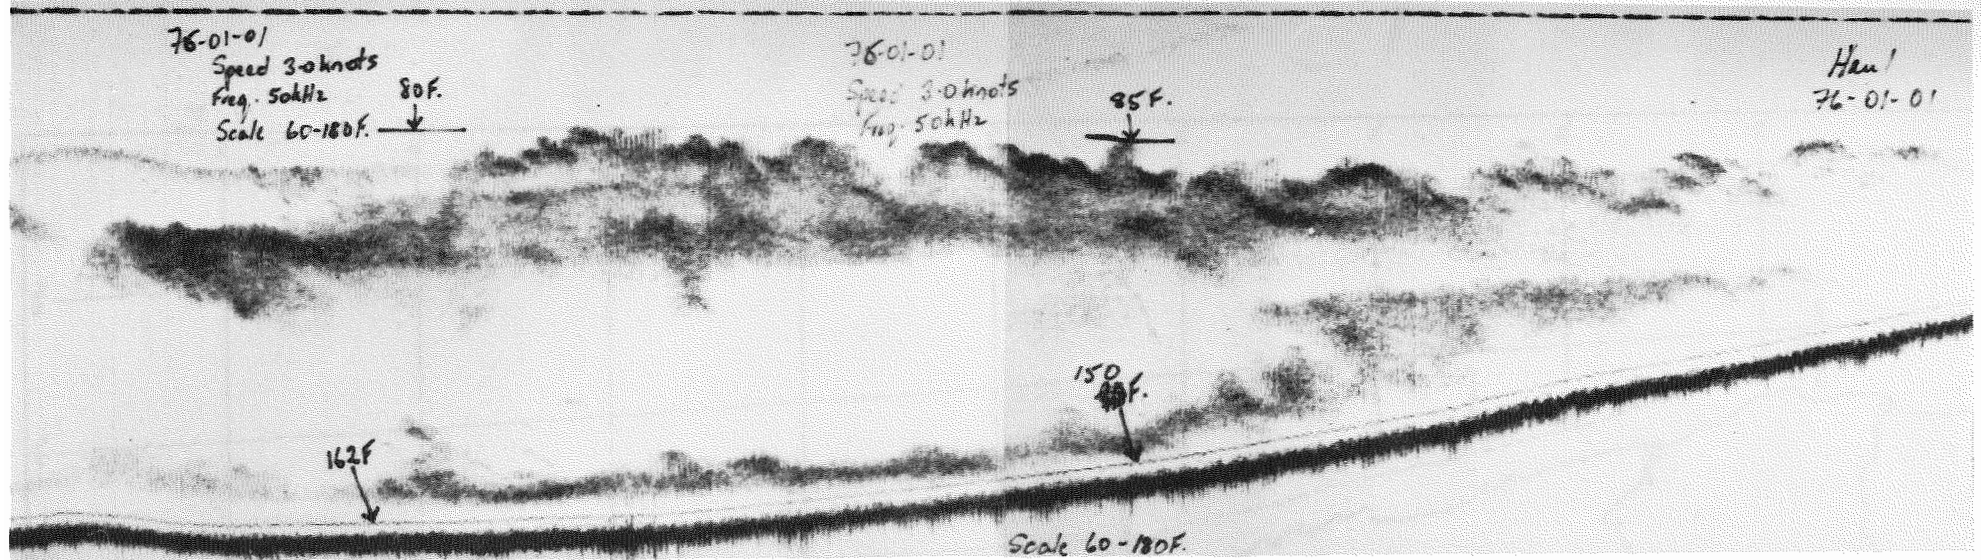 76-01-01
Speed 3.0 knots
Freq. 50kHz
Scale 60-180F.
80F.
76-01-01
Speed 3.0 knots
Freq. 50kHz
85F.
Haul
76-01-01
162F
150
F.
Scale 60-180F.